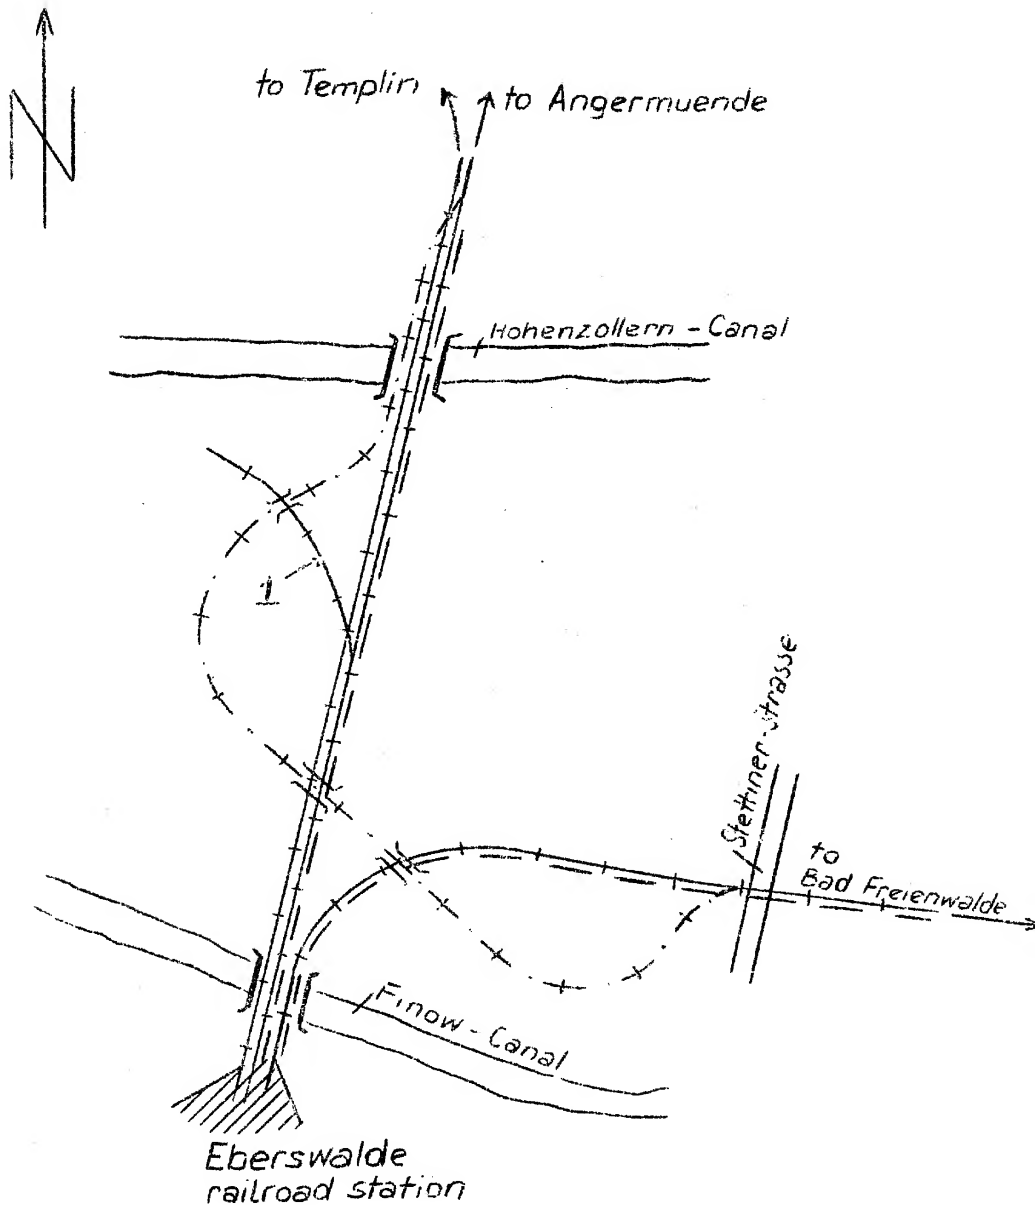 N
to Templin
to Angermuende
Hohenzollern - Canal
1
Stettiner-Strasse
to
Bad Freienwalde
Finow - Canal
Eberswalde
railroad station